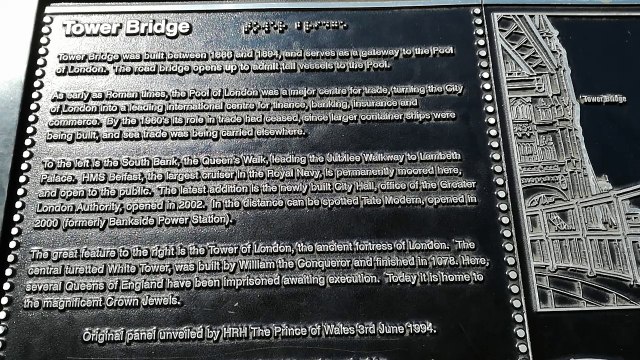 Tower Bridge
Tower Bridge was built between 1886 and 1894, and serves as a gateway to the Pool
of London. The road bridge opens up to admit tall vessels to the Pool.
As early as Roman times, the Pool of London was a major centre for trade, turning the City
of London into a leading international centre for finance, banking, insurance and
commerce. By the 1960's its role in trade had ceased, since larger container ships were
being built, and sea trade was being carried elsewhere.
To the left is the South Bank, the Queen's Walk, leading the Jubilee Walkway to Lambeth
Palace. HMS Belfast, the largest cruiser in the Royal Navy, is permanently moored here,
and open to the public. The latest addition is the newly built City Hall, office of the Greater
London Authority, opened in 2002. In the distance can be spotted Tate Modern, opened in
2000 (formerly Bankside Power Station).
The great feature to the right is the Tower of London, the ancient fortress of London. The
central turetted White Tower, was built by William the Conqueror and finished in 1078. Here,
several Queens of England have been imprisoned awaiting execution. Today it is home to
the magnificent Crown Jewels.
Original panel unveiled by HRH The Prince of Wales 3rd June 1994.
Tower Bridge